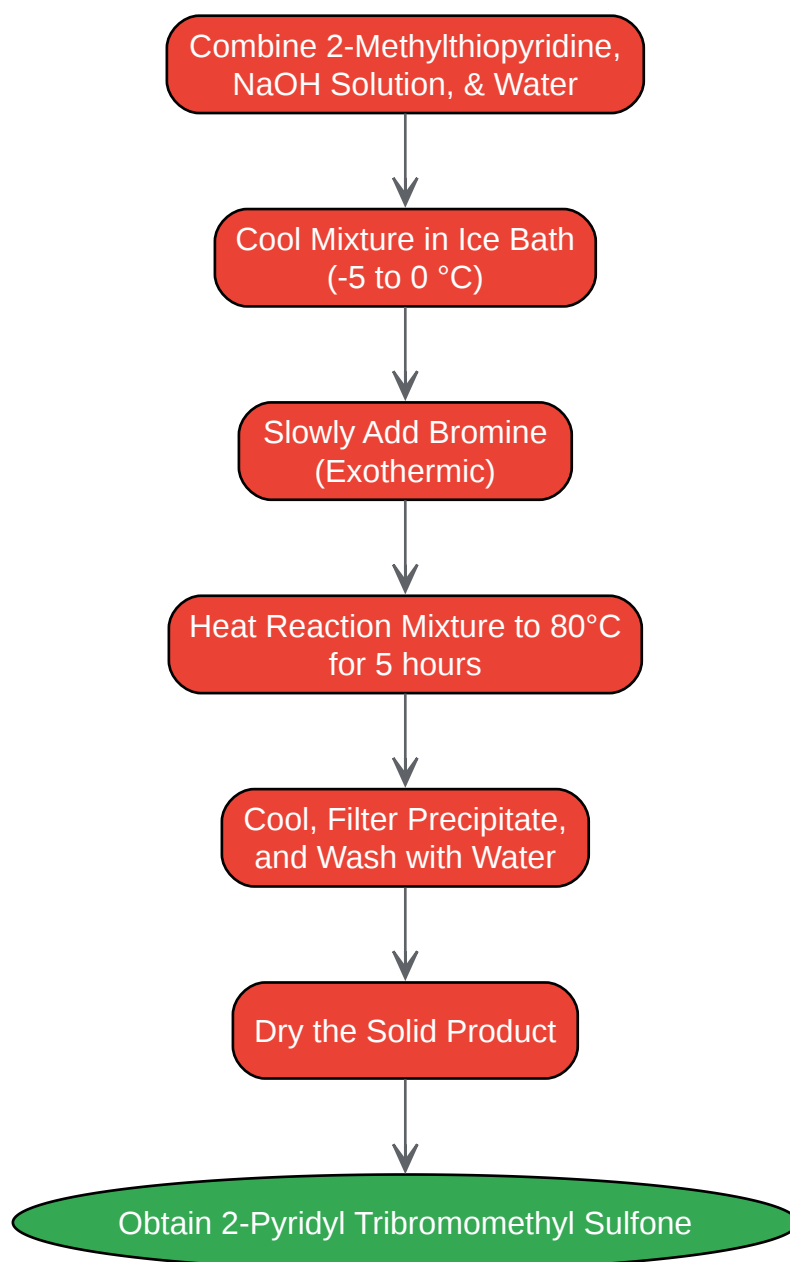 Combine 2-Methylthiopyridine,
NaOH Solution, & Water
Cool Mixture in Ice Bath
(-5 to 0 °C)
Slowly Add Bromine
(Exothermic)
Heat Reaction Mixture to 80°C
for 5 hours
Cool, Filter Precipitate,
and Wash with Water
Dry the Solid Product
Obtain 2-Pyridyl Tribromomethyl Sulfone